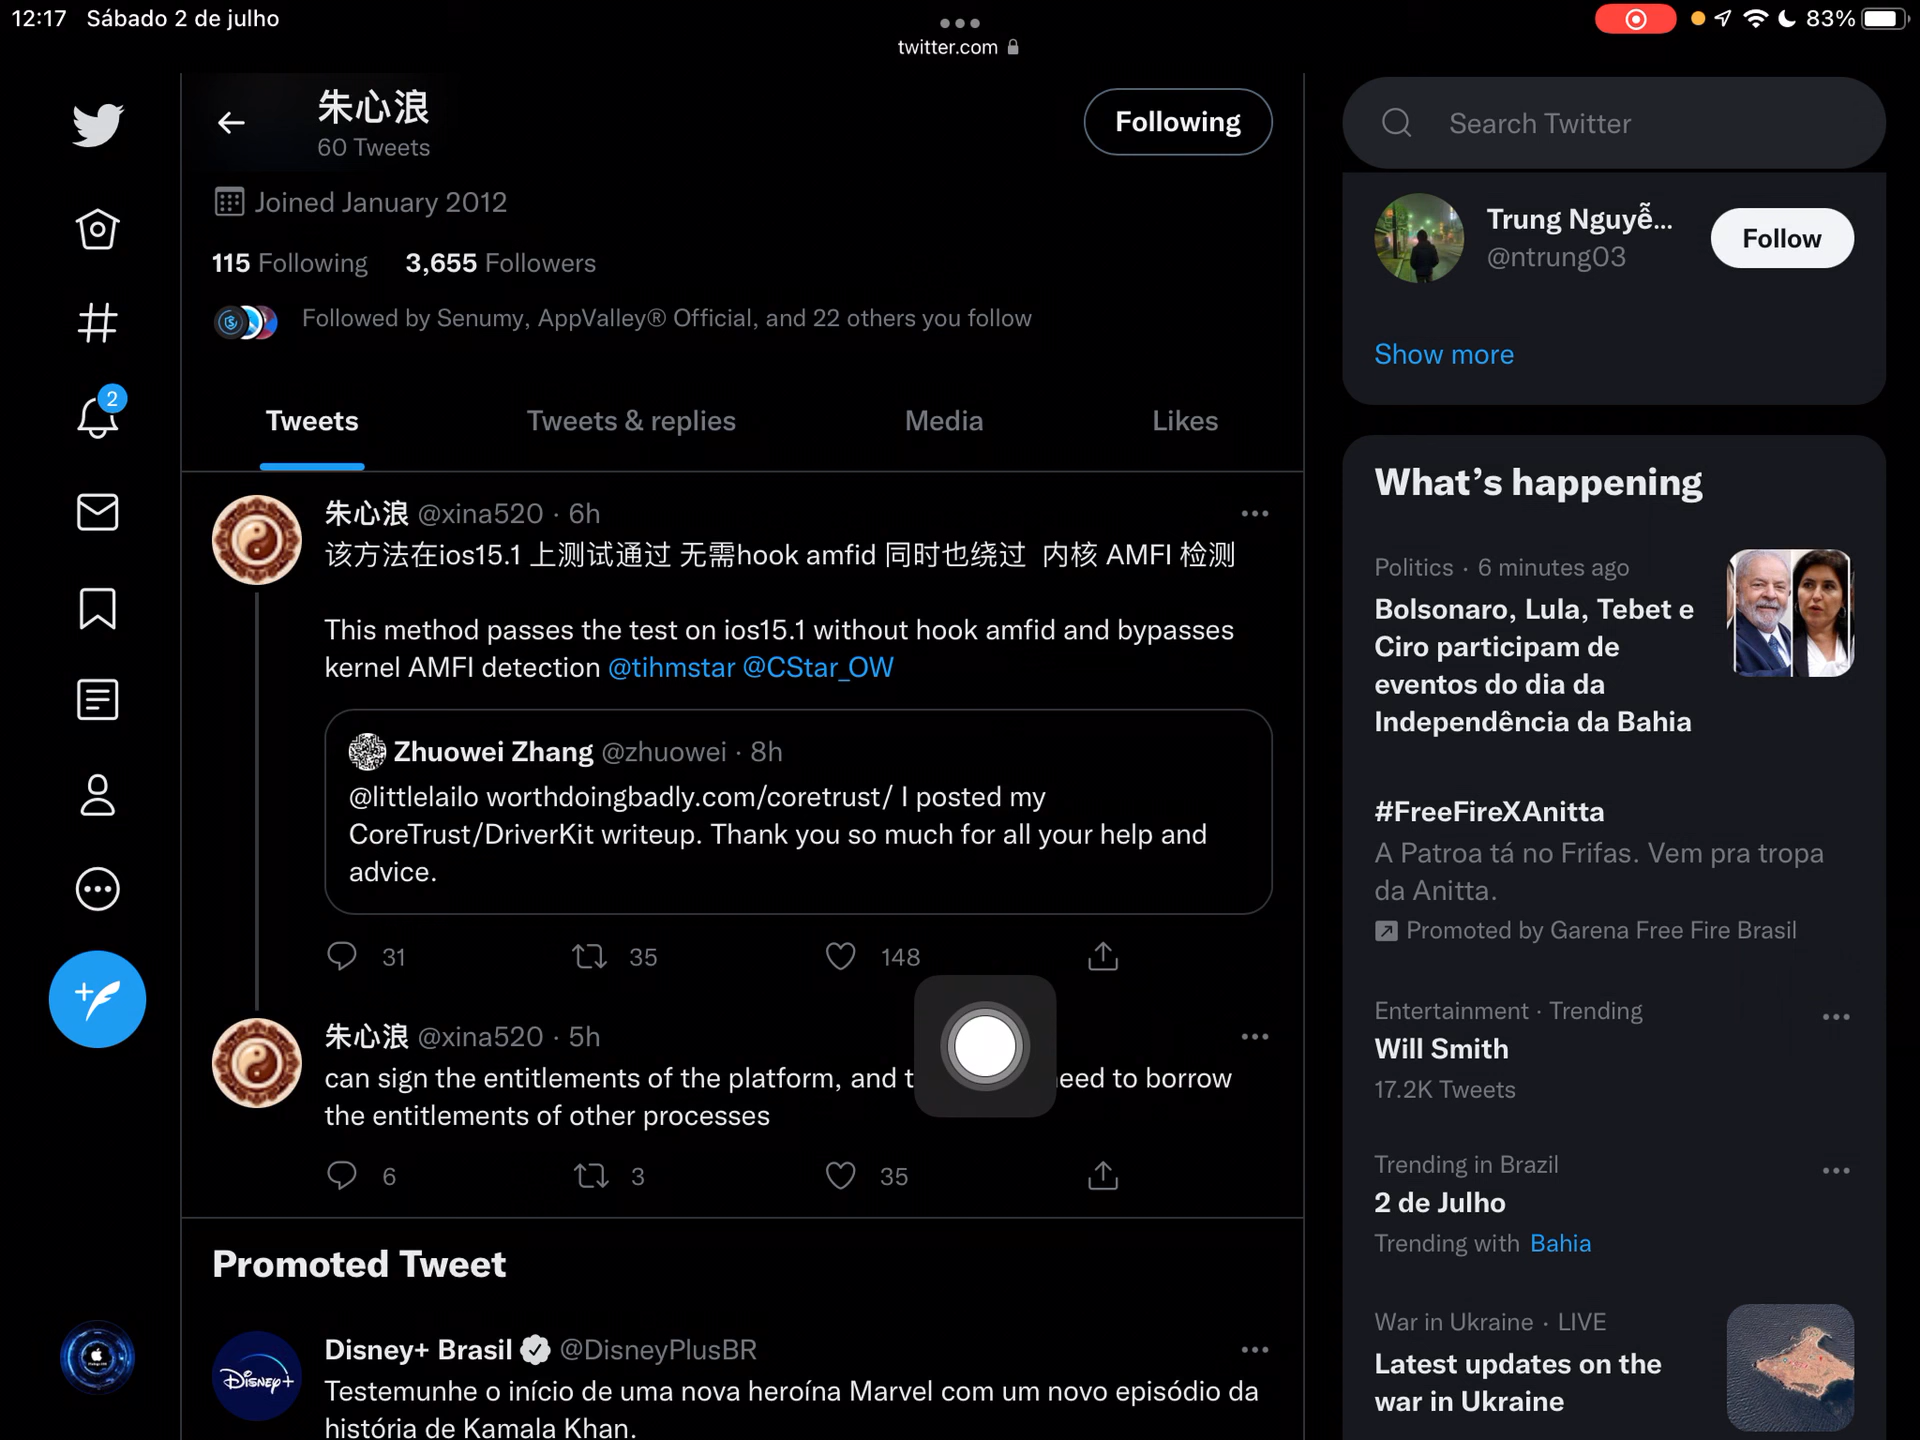 12:17 Sábado 2 de julho
twitter.com
83%
朱心浪
60 Tweets
Following
Joined January 2012
115 Following 3,655 Followers
Followed by Senumy, AppValley® Official, and 22 others you follow
Tweets Tweets & replies Media Likes
2
朱心浪 @xina520 · 6h
该方法在ios15.1 上测试通过 无需hook amfid 同时也绕过 内核 AMFI 检测
This method passes the test on ios15.1 without hook amfid and bypasses
kernel AMFI detection @tihmstar @CStar_OW
Zhuowei Zhang @zhuowei · 8h
@littlelailo worthdoingbadly.com/coretrust/ I posted my
CoreTrust/DriverKit writeup. Thank you so much for all your help and
advice.
31 35 148
朱心浪 @xina520 · 5h
can sign the entitlements of the platform, and need to borrow
the entitlements of other processes
6 3 35
Promoted Tweet
Disney+ Brasil @DisneyPlusBR
Disney+
Testemunhe o início de uma nova heroína Marvel com um novo episódio da
história de Kamala Khan.
Search Twitter
Trung Nguyễ...
@ntrung03
Follow
Show more
What's happening
Politics · 6 minutes ago
Bolsonaro, Lula, Tebet e
Ciro participam de
eventos do dia da
Independência da Bahia
#FreeFireXAnitta
A Patroa tá no Frifas. Vem pra tropa
da Anitta.
Promoted by Garena Free Fire Brasil
Entertainment · Trending
Will Smith
17.2K Tweets
Trending in Brazil
2 de Julho
Trending with Bahia
War in Ukraine · LIVE
Latest updates on the
war in Ukraine